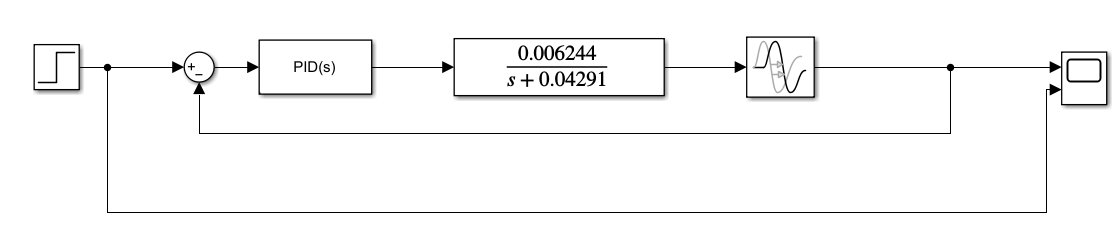 +
−
PID(s)
0.006244
s + 0.04291